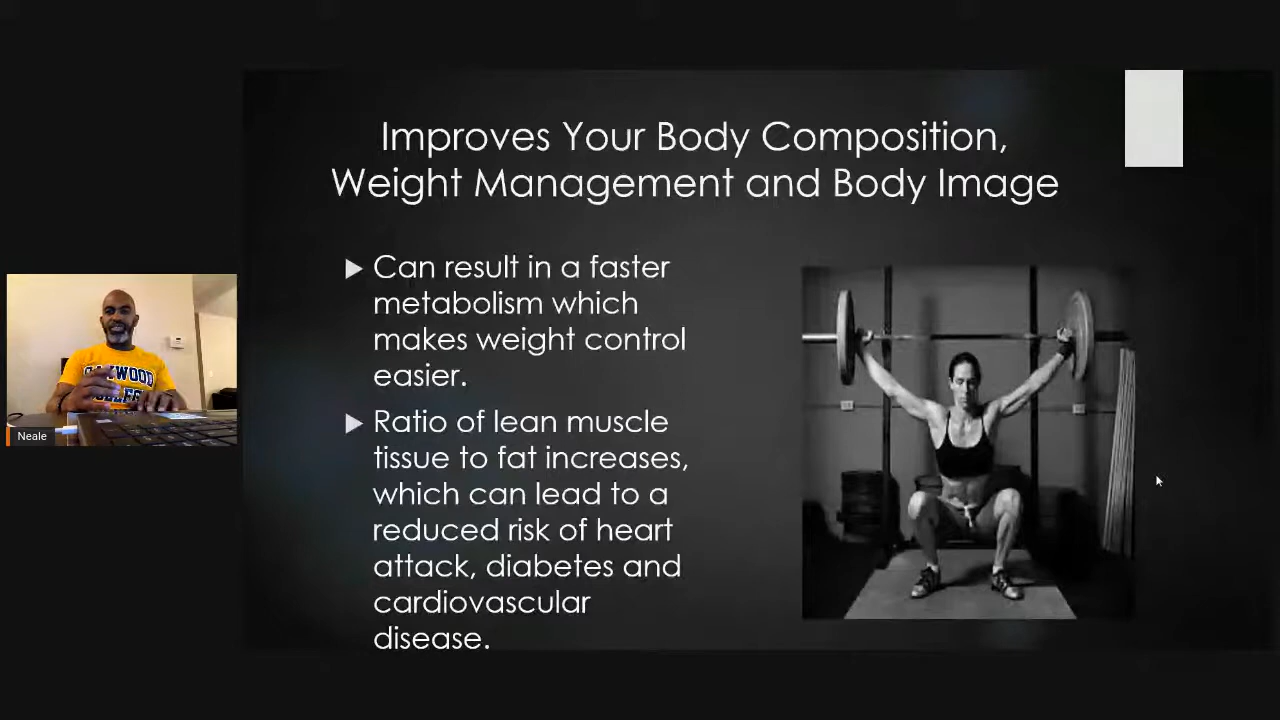 Improves Your Body Composition,
Weight Management and Body Image
Can result in a faster
metabolism which
makes weight control
easier.
Ratio of lean muscle
tissue to fat increases,
which can lead to a
reduced risk of heart
attack, diabetes and
cardiovascular
disease.
Neale